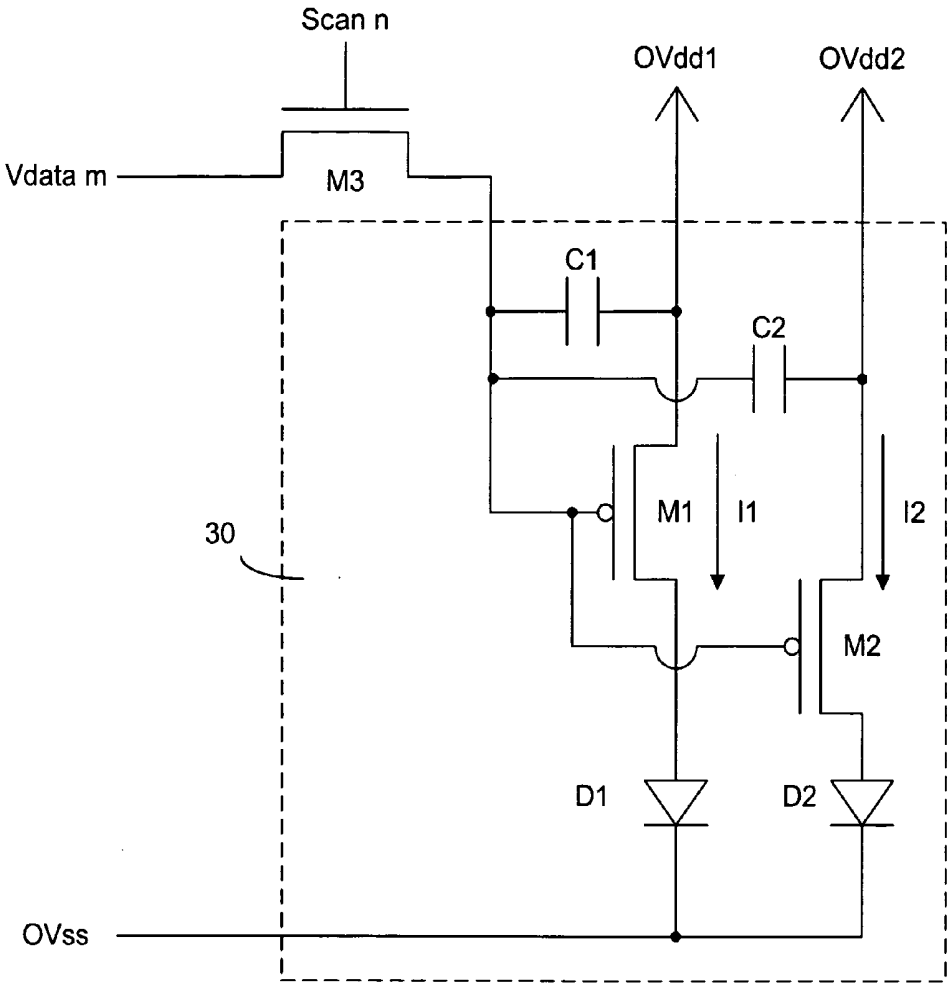 Scan n
OVdd1
OVdd2
Vdata m
M3
C1
C2
M1
I1
I2
30
M2
D1
D2
OVss